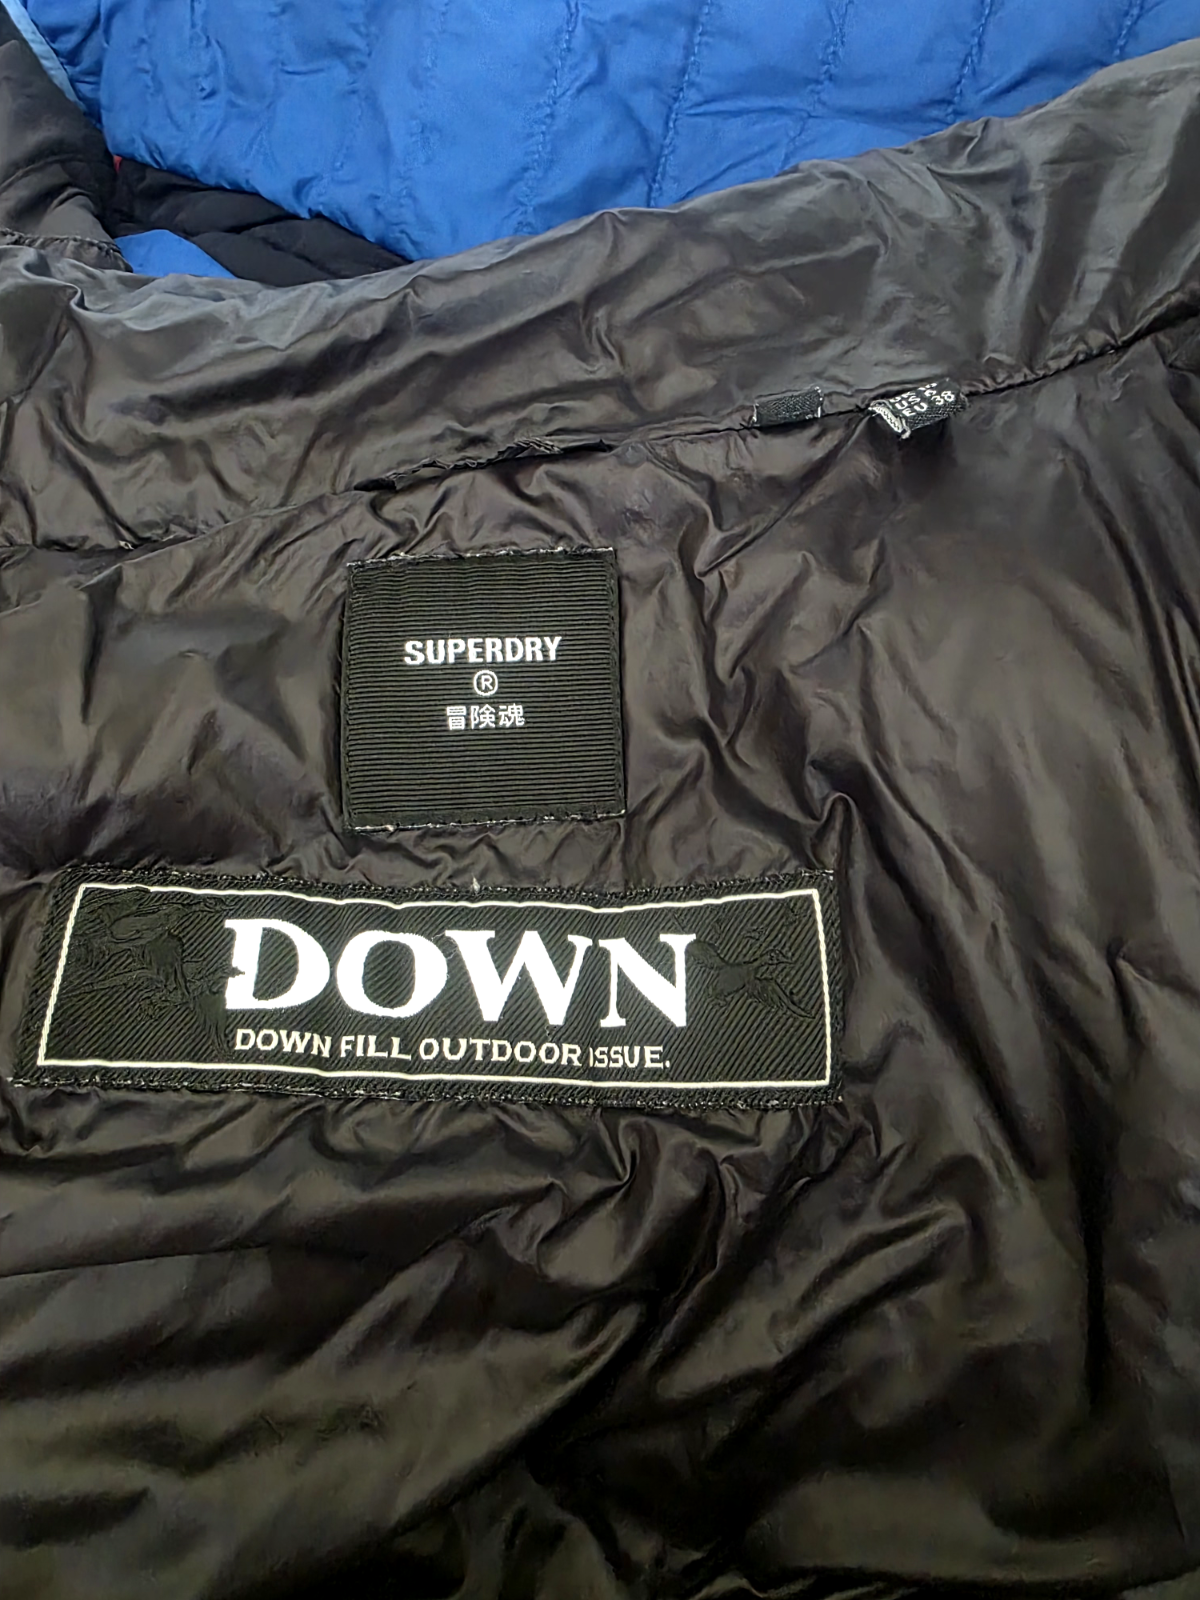 SUPERDRY
®
冒険魂
DOWN
DOWN FILL OUTDOOR ISSUE.